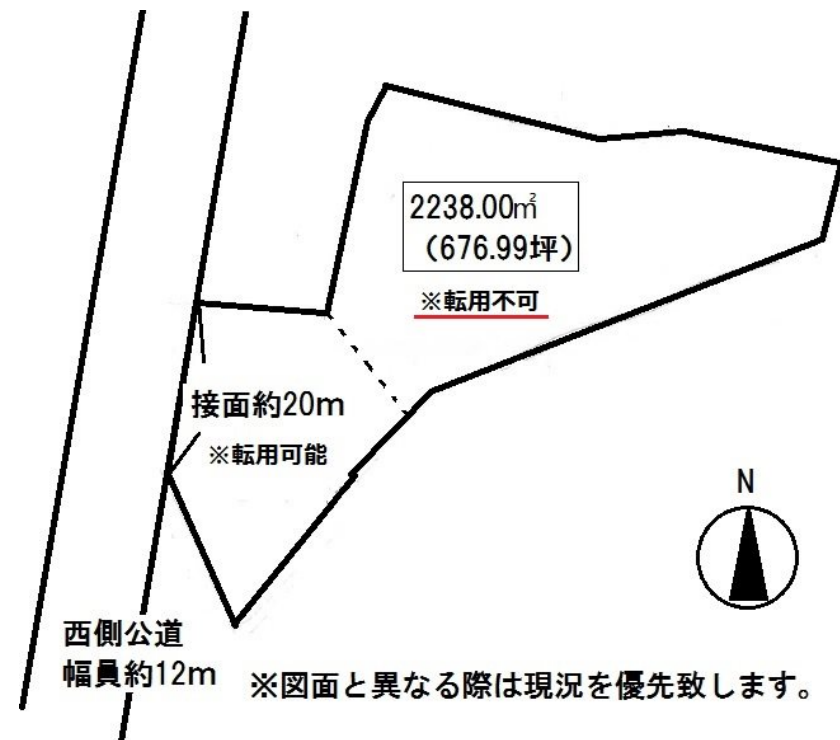 2238.00㎡
（676.99坪）
※転用不可
接面約20m
※転用可能
N
西側公道
幅員約12m
※図面と異なる際は現況を優先致します。